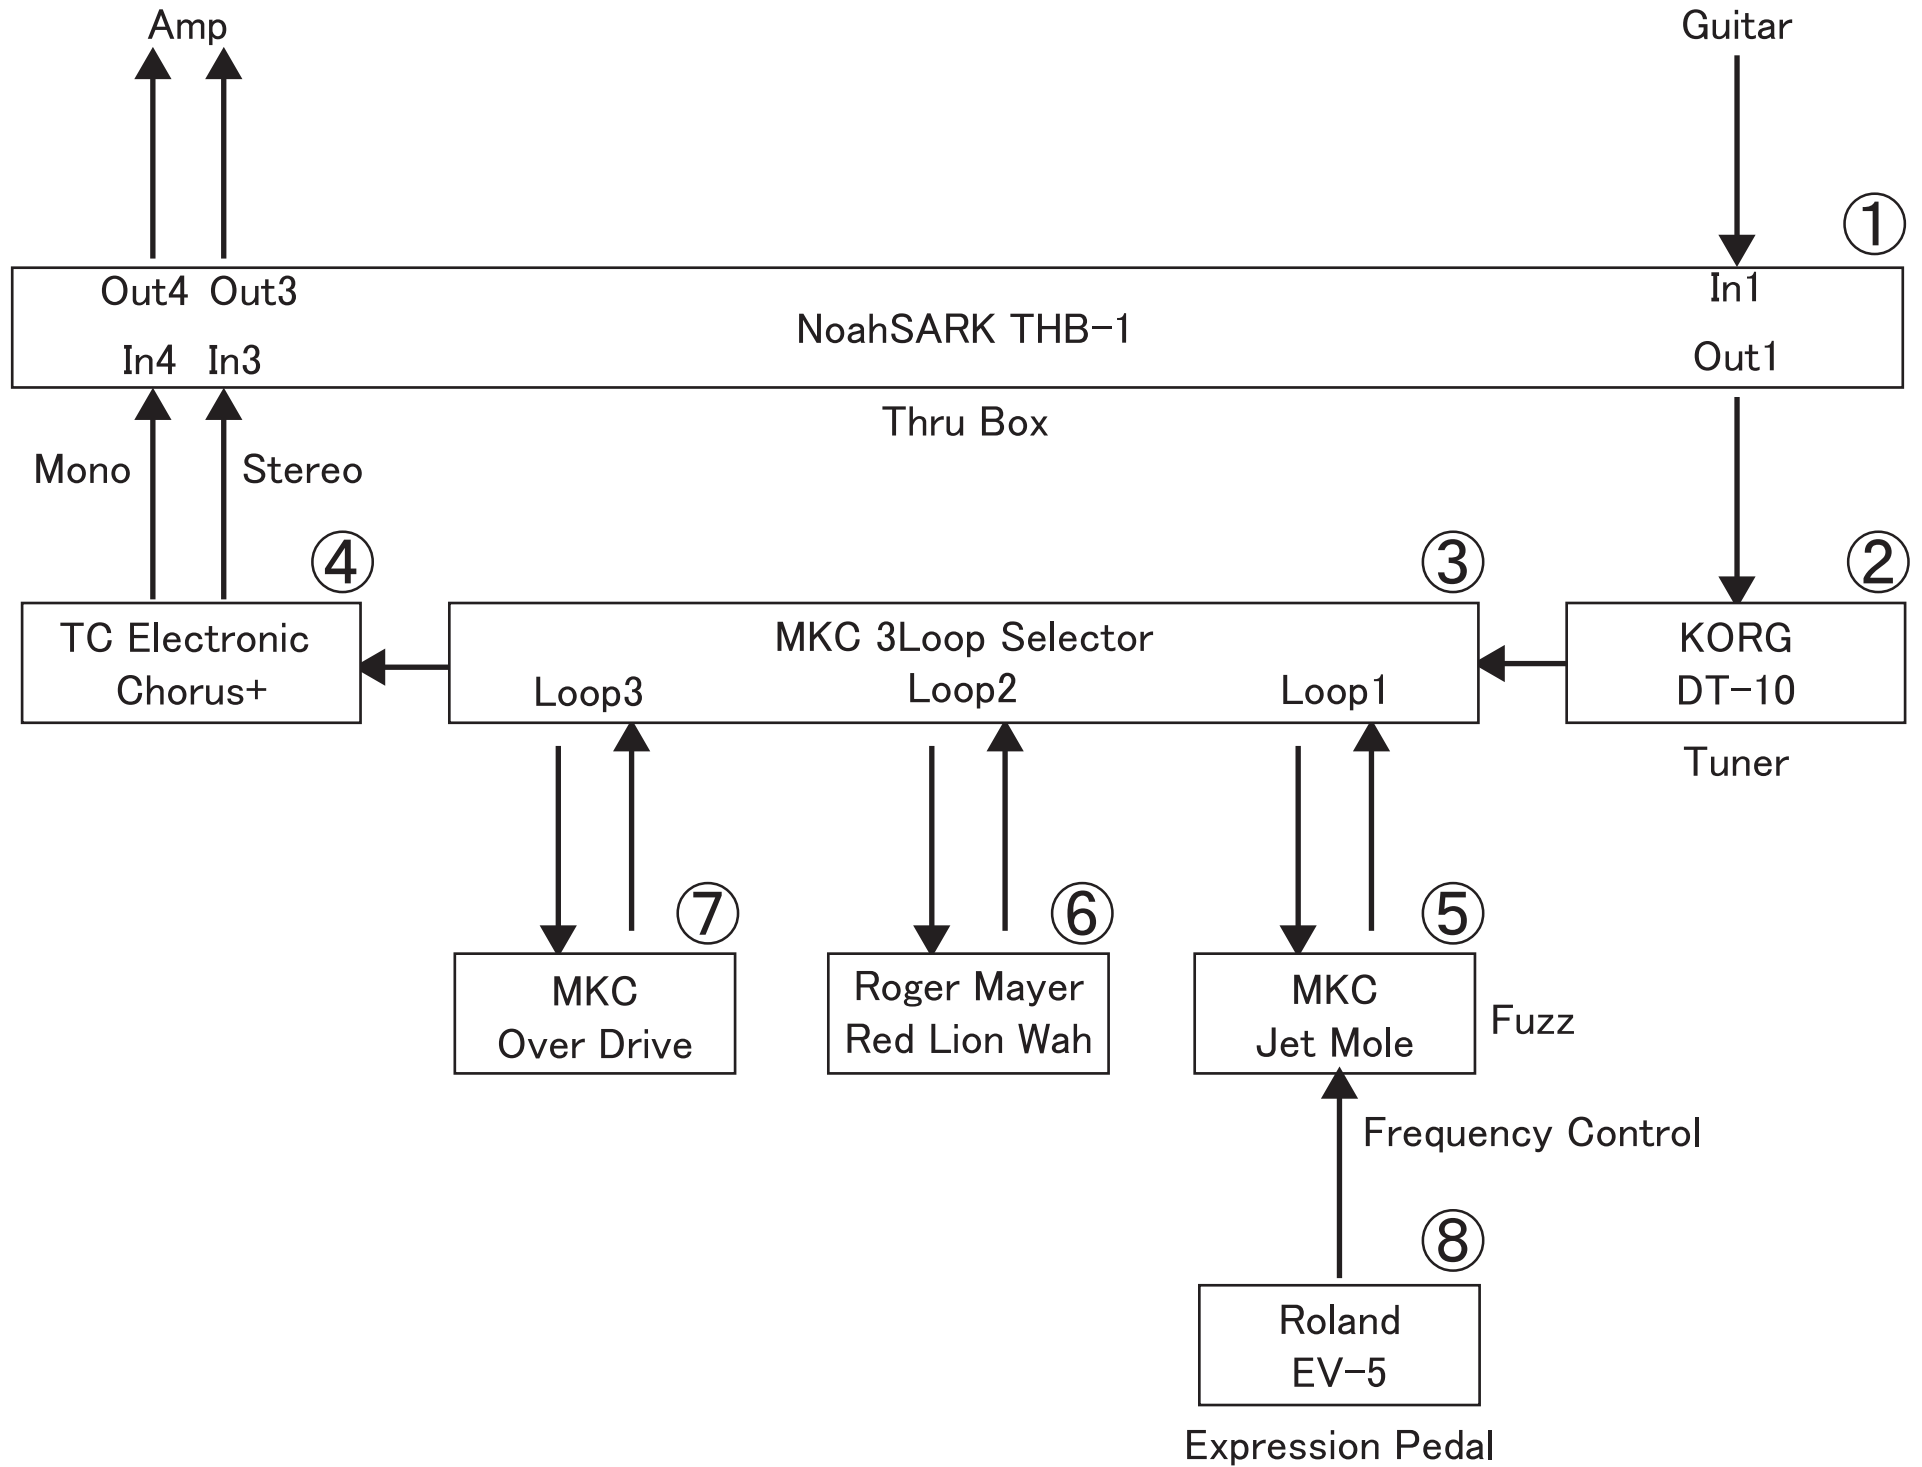 Amp
Guitar
①
Out4 Out3
In1
NoahSARK THB-1
In4 In3
Out1
Thru Box
Mono
Stereo
④
③
②
TC Electronic
Chorus+
MKC 3Loop Selector
Loop3
Loop2
Loop1
KORG
DT-10
Tuner
⑦
⑥
⑤
MKC
Over Drive
Roger Mayer
Red Lion Wah
MKC
Jet Mole
Fuzz
Frequency Control
⑧
Roland
EV-5
Expression Pedal